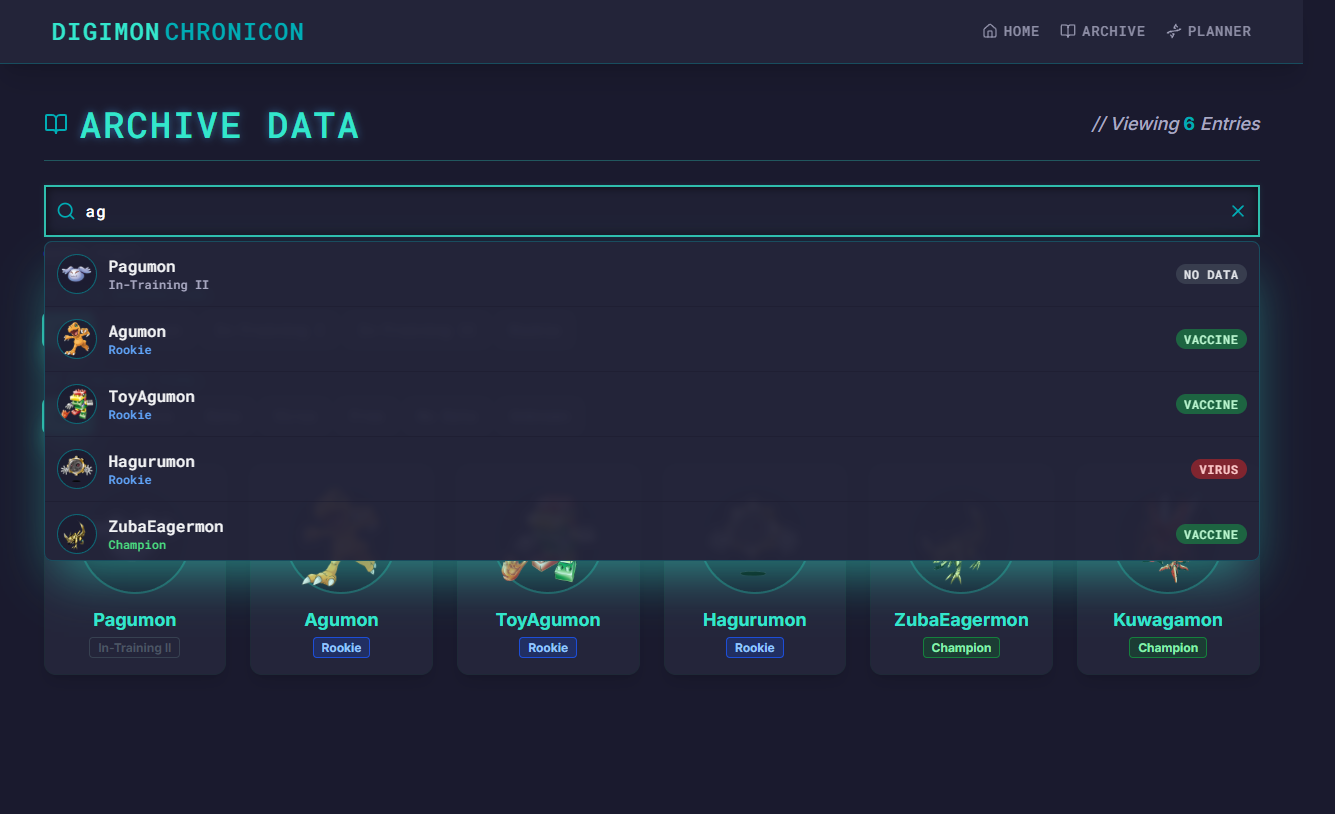 DIGIMON CHRONICON
HOME
ARCHIVE
PLANNER
ARCHIVE DATA
// Viewing 6 Entries
ag
Pagumon
In-Training II
NO DATA
Agumon
Rookie
VACCINE
ToyAgumon
Rookie
VACCINE
Hagurumon
Rookie
VIRUS
ZubaEagermon
Champion
VACCINE
Pagumon
In-Training II
Agumon
Rookie
ToyAgumon
Rookie
Hagurumon
Rookie
ZubaEagermon
Champion
Kuwagamon
Champion